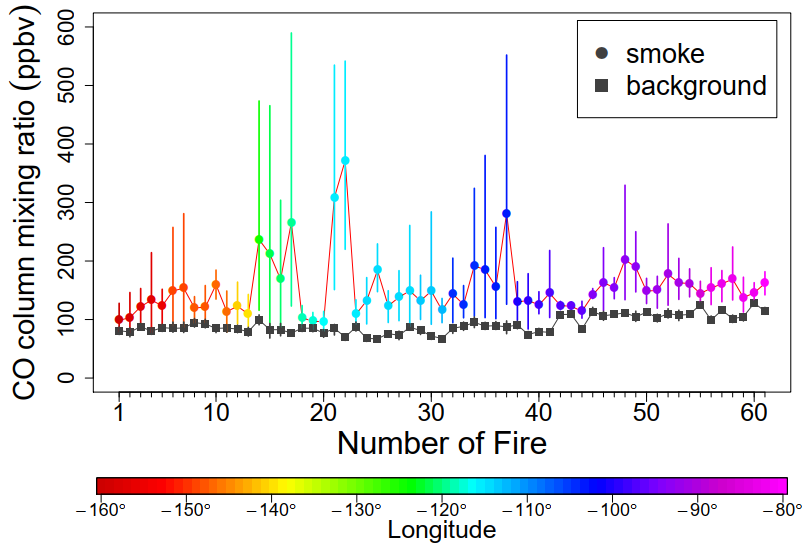 CO column mixing ratio (ppbv)
600
500
400
300
200
100
0
smoke
background
1 10 20 30 40 50 60
Number of Fire
−160° −150° −140° −130° −120° −110° −100° −90° −80°
Longitude